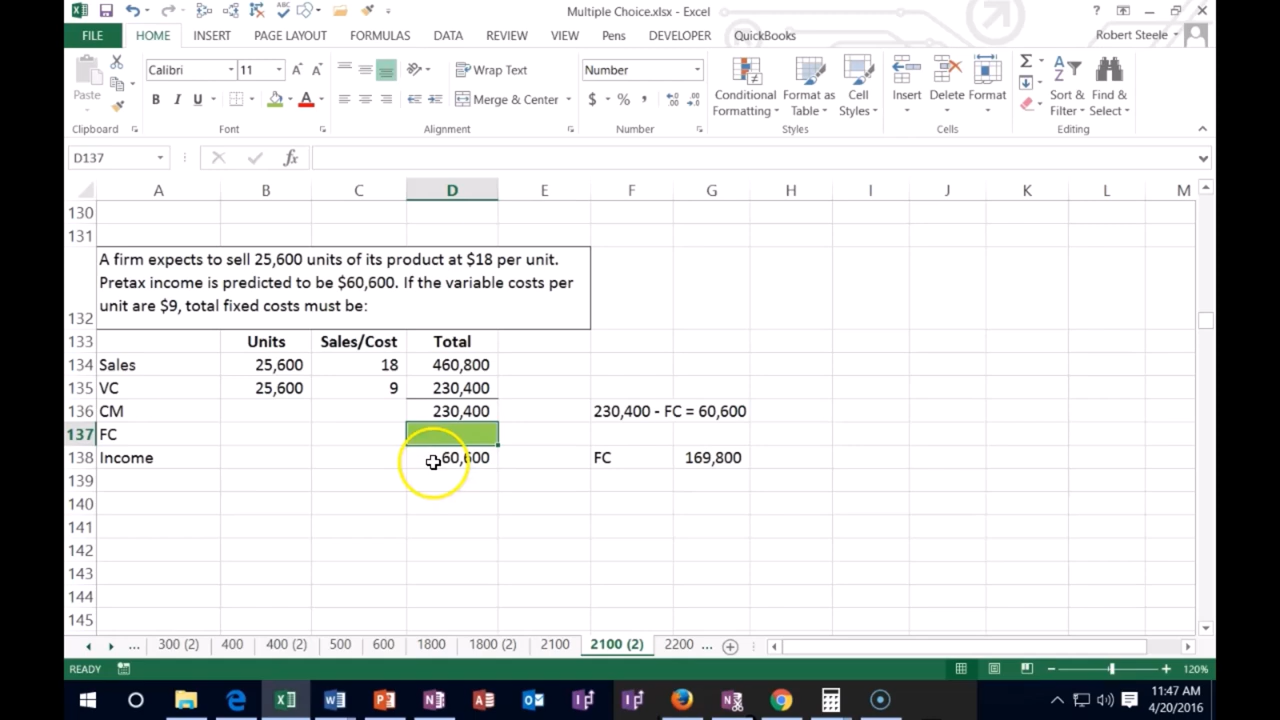 Multiple Choice.xlsx - Excel
?
FILE HOME INSERT PAGE LAYOUT FORMULAS DATA REVIEW VIEW Pens DEVELOPER QuickBooks Robert Steele
Paste
Calibri 11
B I U
Wrap Text
Merge & Center
Number
$ % ,
Conditional Formatting
Format as Table
Cell Styles
Insert Delete Format
Sort & Filter
Find & Select
Clipboard Font Alignment Number Styles Cells Editing
D137 fx
A B C D E F G H I J K L M
130
131
A firm expects to sell 25,600 units of its product at $18 per unit.
Pretax income is predicted to be $60,600. If the variable costs per
132 unit are $9, total fixed costs must be:
133 Units Sales/Cost Total
134 Sales 25,600 18 460,800
135 VC 25,600 9 230,400
136 CM 230,400 230,400 - FC = 60,600
137 FC
138 Income 60,600 FC 169,800
139
140
141
142
143
144
145
... 300 (2) 400 400 (2) 500 600 1800 1800 (2) 2100 2100 (2) 2200 ...
READY 120%
11:47 AM
4/20/2016